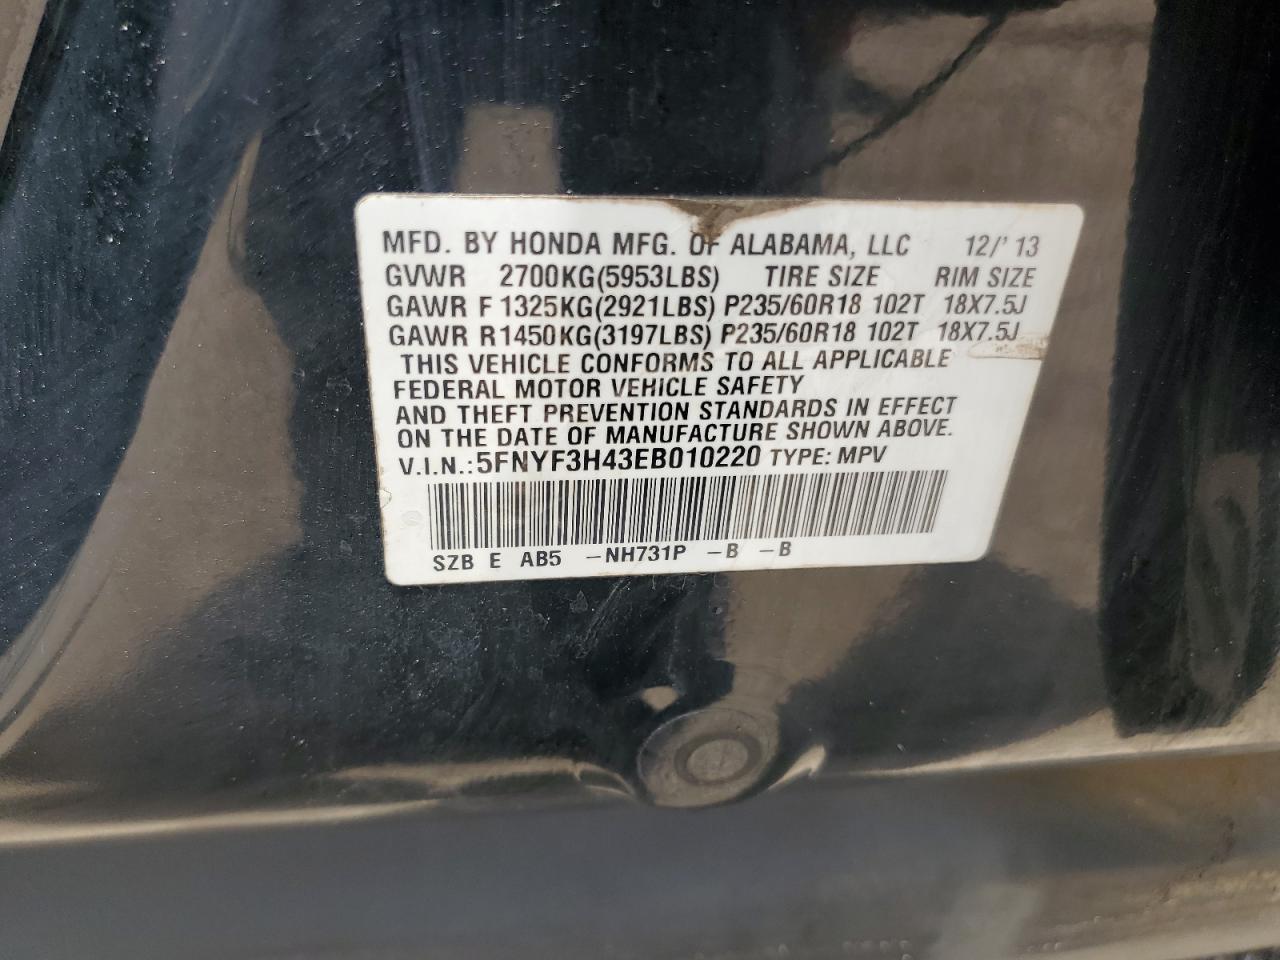 MFD. BY HONDA MFG. OF ALABAMA, LLC 12/'13
GVWR 2700KG(5953LBS) TIRE SIZE RIM SIZE
GAWR F 1325KG(2921LBS) P235/60R18 102T 18X7.5J
GAWR R1450KG(3197LBS) P235/60R18 102T 18X7.5J
THIS VEHICLE CONFORMS TO ALL APPLICABLE
FEDERAL MOTOR VEHICLE SAFETY
AND THEFT PREVENTION STANDARDS IN EFFECT
ON THE DATE OF MANUFACTURE SHOWN ABOVE.
V.I.N.:5FNYF3H43EB010220 TYPE: MPV
SZB E AB5 -NH731P -B -B